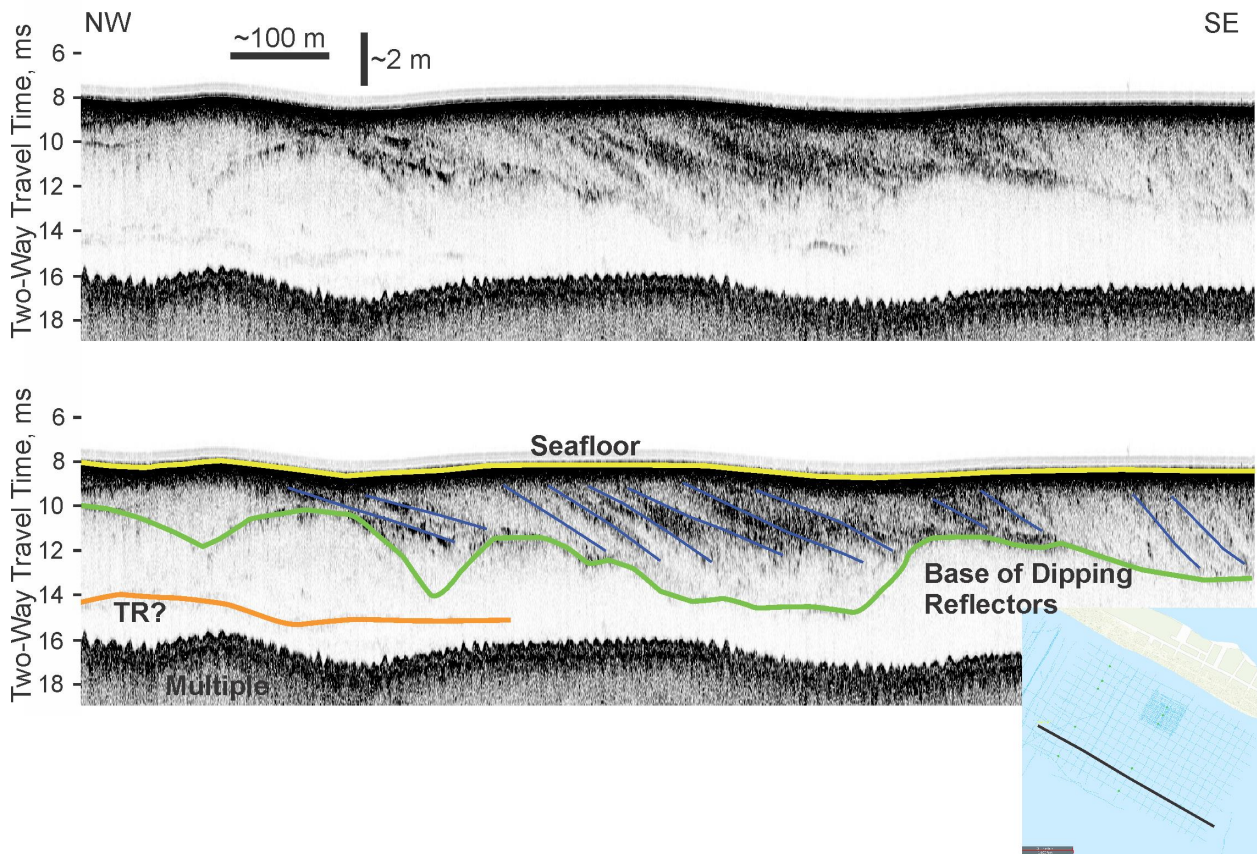 NW
SE
~100 m
~2 m
Two-Way Travel Time, ms
6
8
10
12
14
16
18
Two-Way Travel Time, ms
6
8
10
12
14
16
18
Seafloor
Base of Dipping
Reflectors
TR?
Multiple